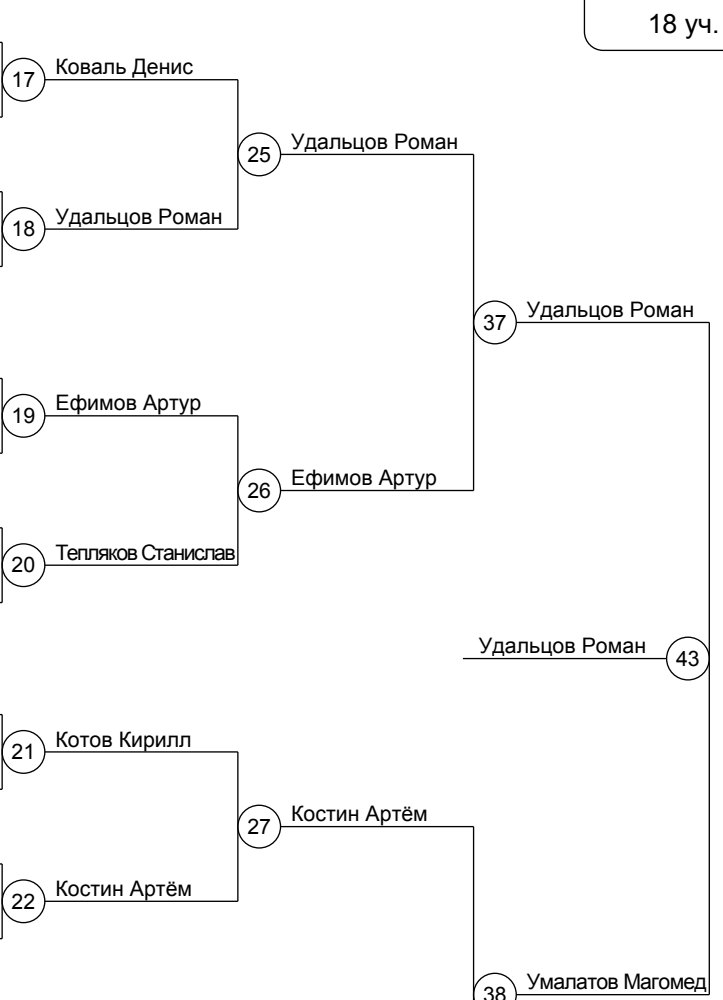 18 уч.
17 Коваль Денис
25 Удальцов Роман
18 Удальцов Роман
37 Удальцов Роман
19 Ефимов Артур
26 Ефимов Артур
20 Тепляков Станислав
Удальцов Роман 43
21 Котов Кирилл
27 Костин Артём
22 Костин Артём
38 Умалатов Магомед